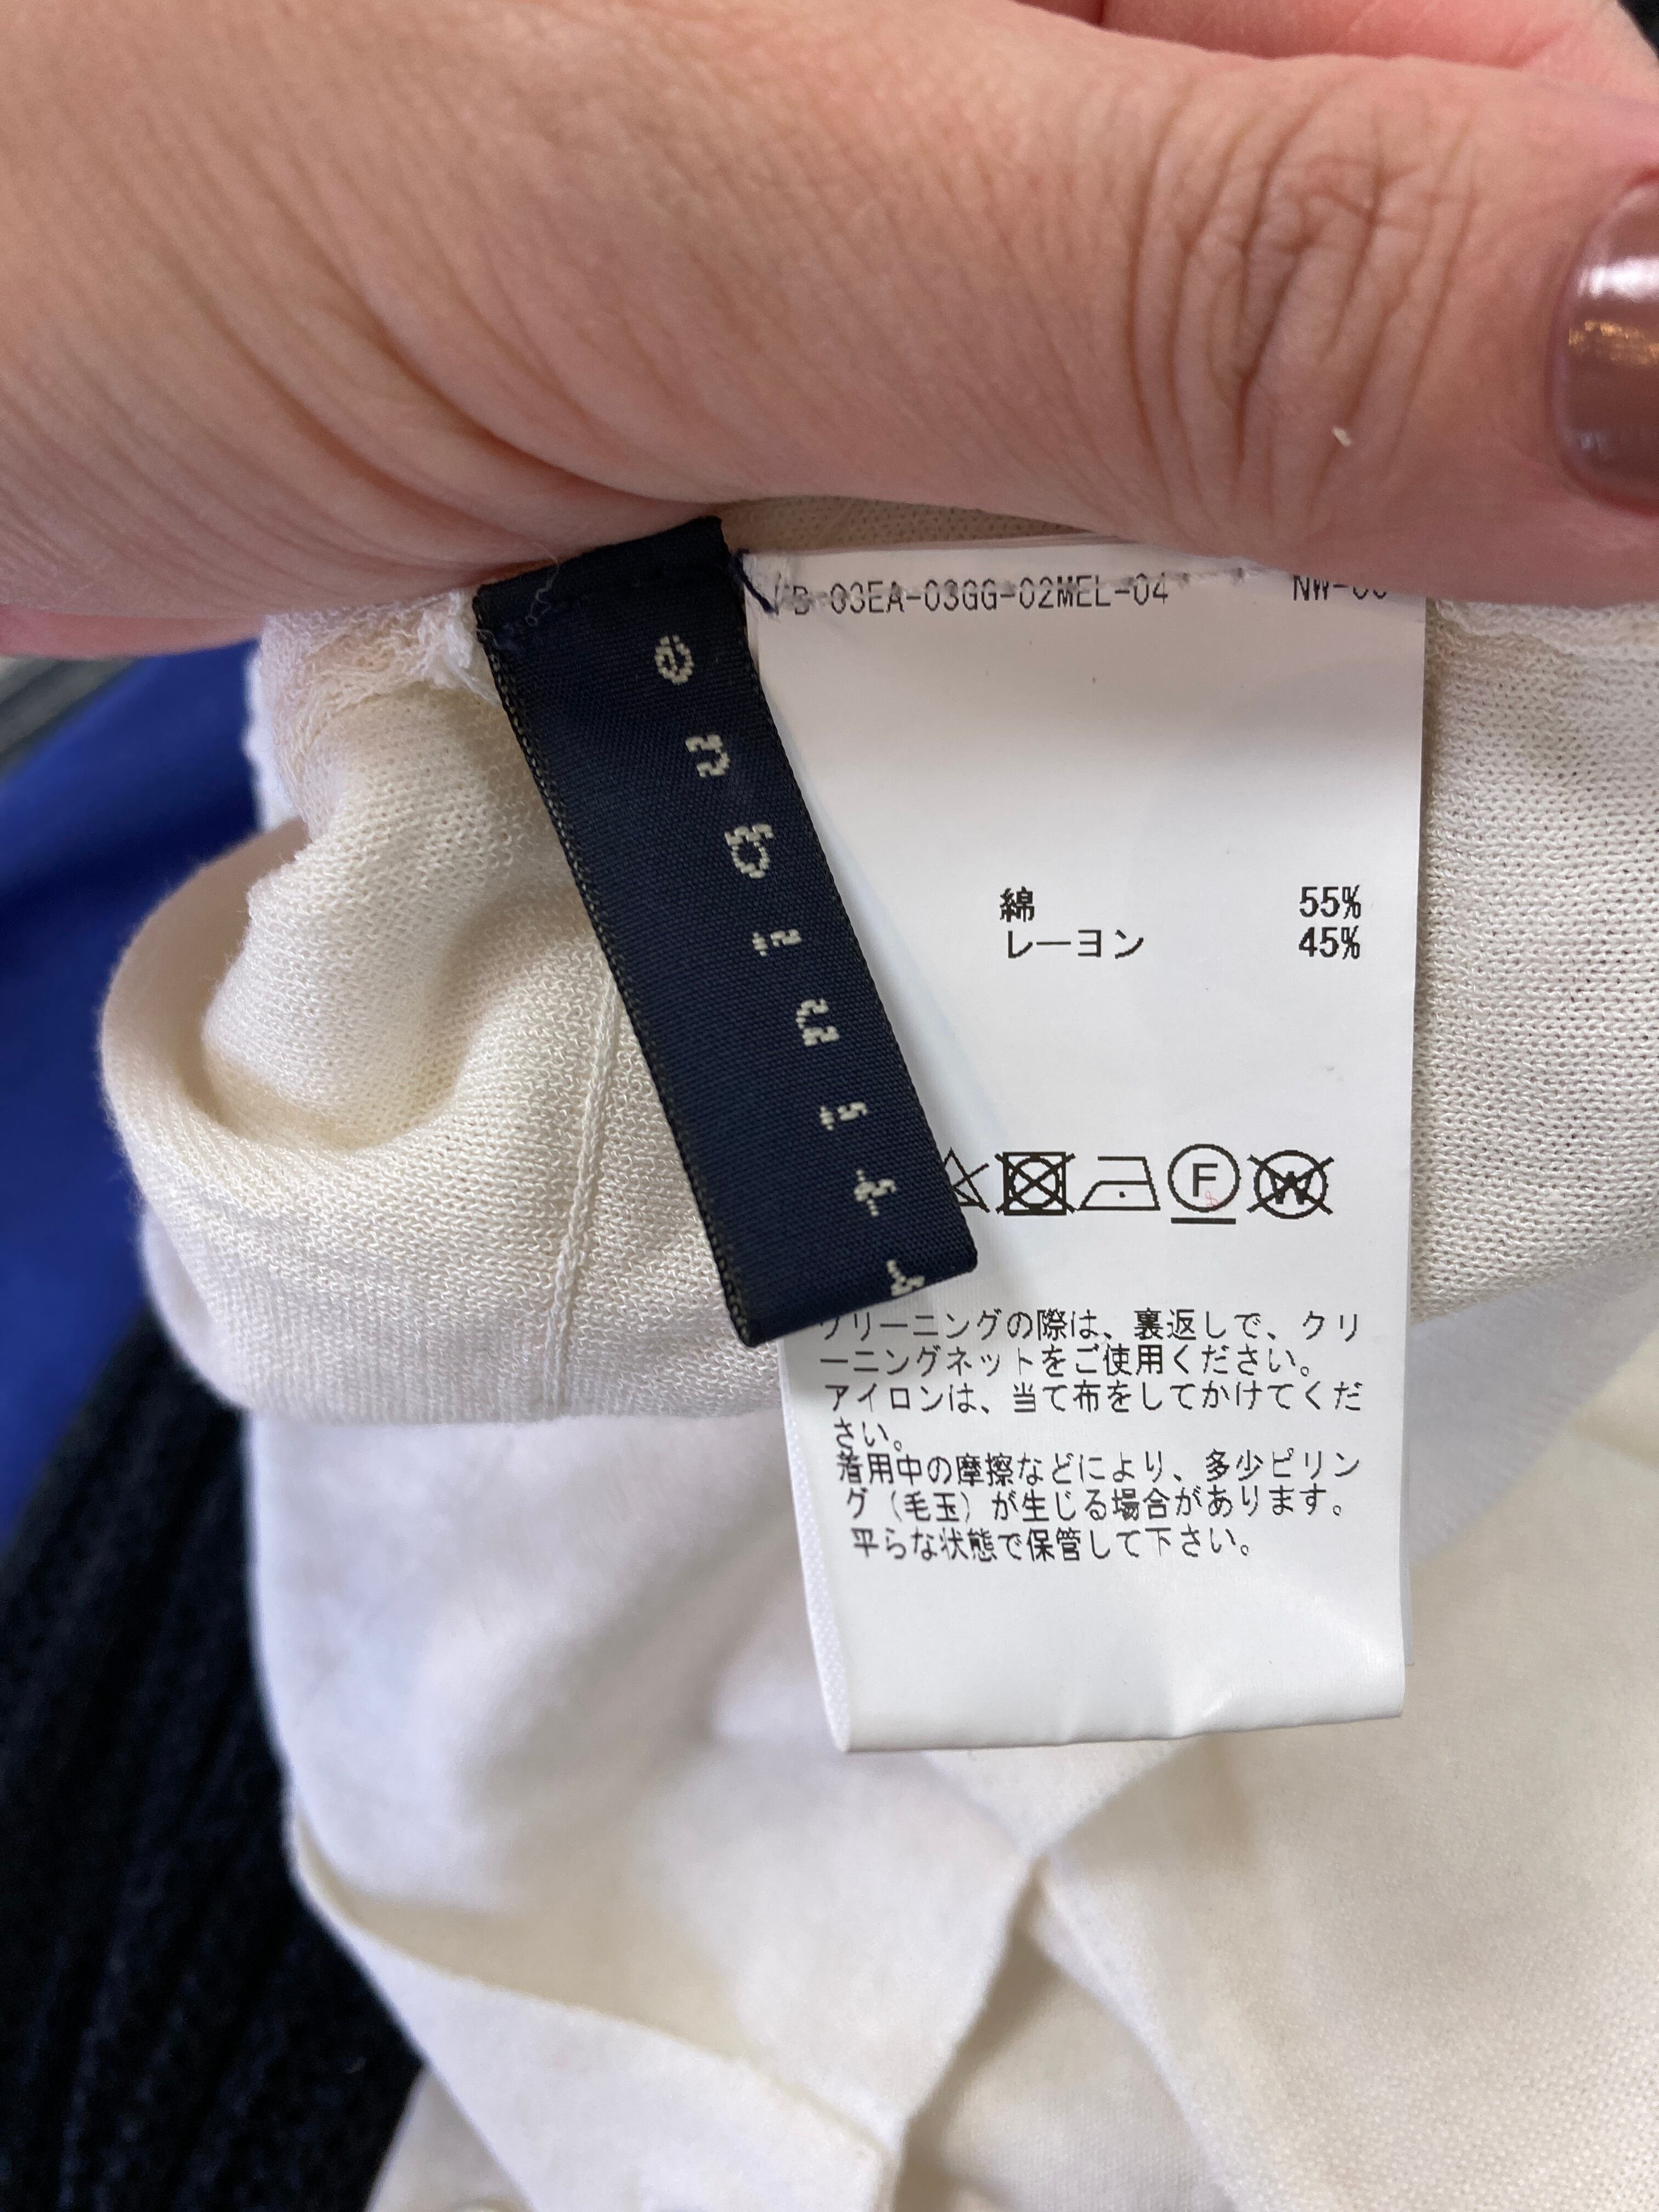 B-03EA-03GG-02MEL-04
綿 55%
レーヨン 45%
F
W
クリーニングの際は、裏返しで、クリ
ーニングネットをご使用ください。
アイロンは、当て布をしてかけてくだ
さい。
着用中の摩擦などにより、多少ピリン
グ（毛玉）が生じる場合があります。
平らな状態で保管して下さい。